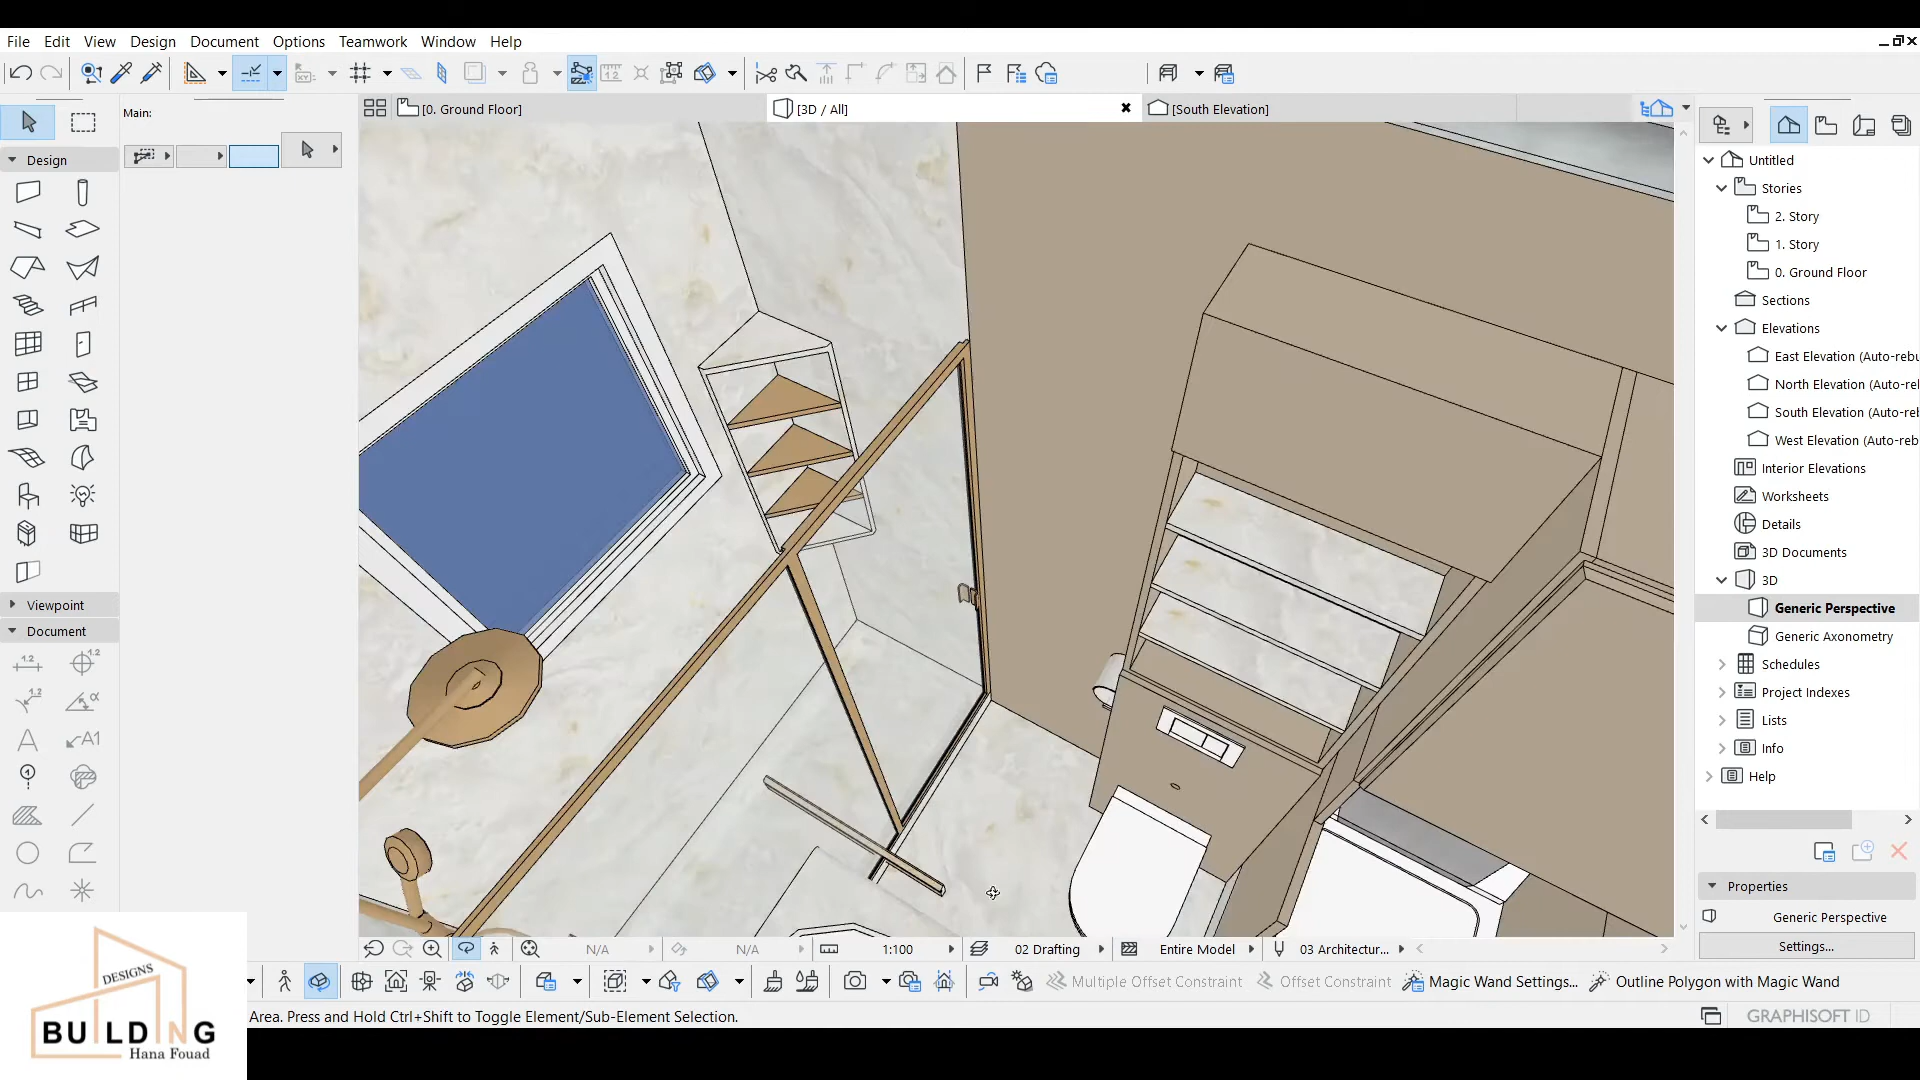 File Edit View Design Document Options Teamwork Window Help
[0. Ground Floor]
[3D / All]
[South Elevation]
Main:
Design
Viewpoint
Document
Untitled
Stories
2. Story
1. Story
0. Ground Floor
Sections
Elevations
East Elevation (Auto-rebu
North Elevation (Auto-rel
South Elevation (Auto-reb
West Elevation (Auto-reb
Interior Elevations
Worksheets
Details
3D Documents
3D
Generic Perspective
Generic Axonometry
Schedules
Project Indexes
Lists
Info
Help
Properties
Generic Perspective
Settings...
N/A N/A 1:100 02 Drafting Entire Model 03 Architectur...
Multiple Offset Constraint Offset Constraint Magic Wand Settings... Outline Polygon with Magic Wand
Area. Press and Hold Ctrl+Shift to Toggle Element/Sub-Element Selection.
GRAPHISOFT ID
DESIGNS
BUILDING
Hana Fouad